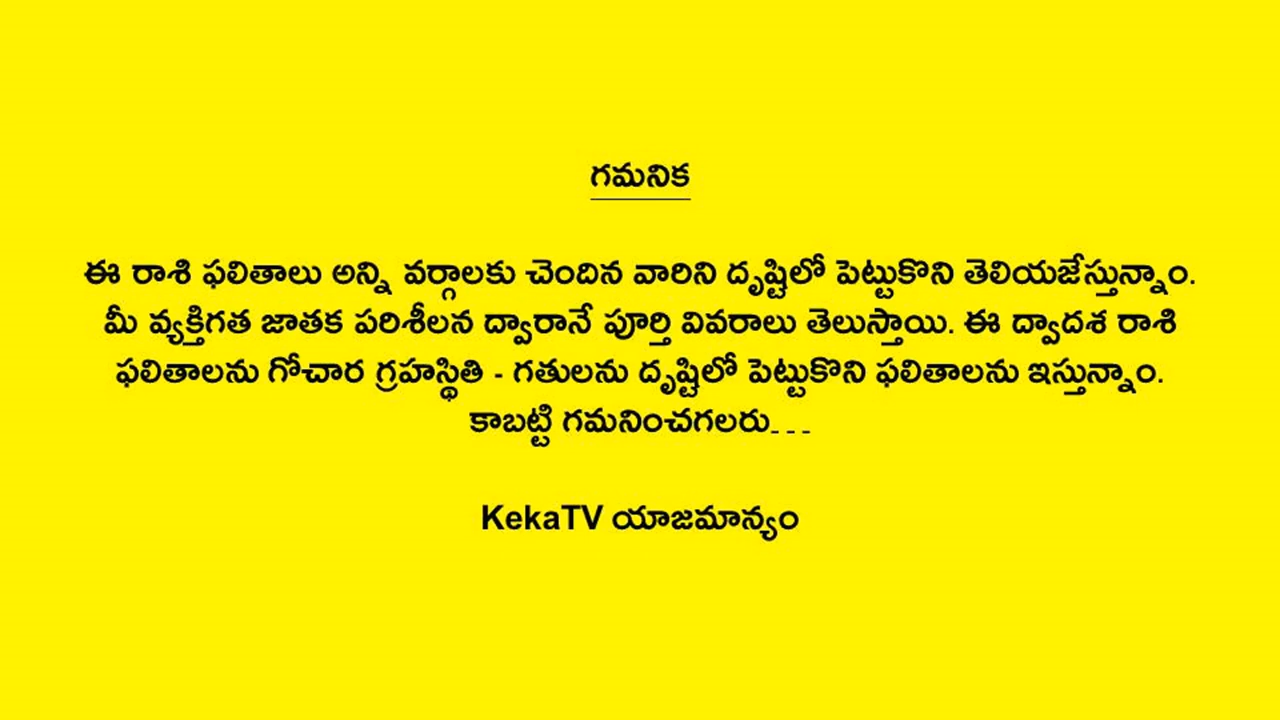 గమనిక
ఈ రాశి ఫలితాలు అన్ని వర్గాలకు చెందిన వారిని దృష్టిలో పెట్టుకొని తెలియజేస్తున్నాం.
మీ వ్యక్తిగత జాతక పరిశీలన ద్వారానే పూర్తి వివరాలు తెలుస్తాయి. ఈ ద్వాదశ రాశి
ఫలితాలను గోచార గ్రహస్థితి - గతులను దృష్టిలో పెట్టుకొని ఫలితాలను ఇస్తున్నాం.
కాబట్టి గమనించగలరు...
KekaTV యాజమాన్యం